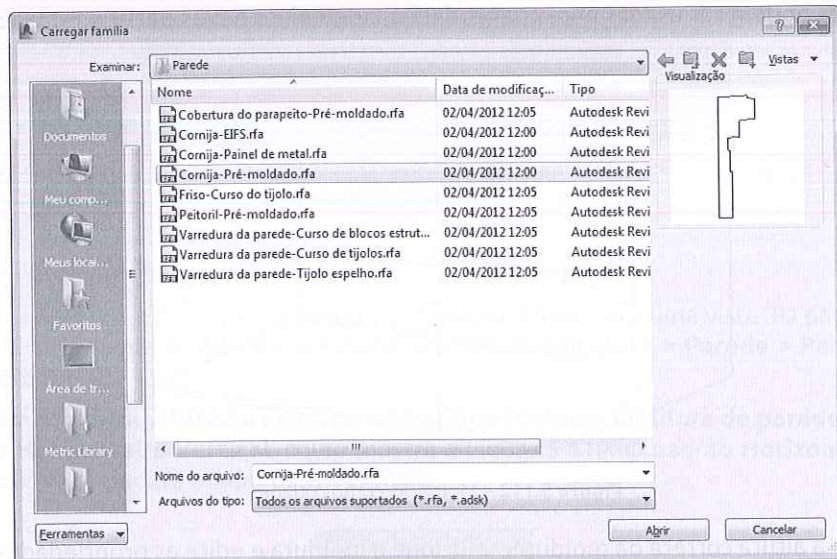 Carregar família
Examinar: Parede Vistas
Visualização
Nome Data de modificaç... Tipo
Cobertura do parapeito-Pré-moldado.rfa 02/04/2012 12:05 Autodesk Revi
Cornija-EIFS.rfa 02/04/2012 12:00 Autodesk Revi
Cornija-Painel de metal.rfa 02/04/2012 12:00 Autodesk Revi
Cornija-Pré-moldado.rfa 02/04/2012 12:00 Autodesk Revi
Friso-Curso do tijolo.rfa 02/04/2012 12:05 Autodesk Revi
Peitoril-Pré-moldado.rfa 02/04/2012 12:05 Autodesk Revi
Varredura da parede-Curso de blocos estrut... 02/04/2012 12:05 Autodesk Revi
Varredura da parede-Curso de tijolos.rfa 02/04/2012 12:05 Autodesk Revi
Varredura da parede-Tijolo espelho.rfa 02/04/2012 12:05 Autodesk Revi
Documentos
Meu comp...
Meus locai...
Favoritos
Área de tr...
Metric Library
Nome do arquivo: Cornija-Pré-moldado.rfa
Arquivos do tipo: Todos os arquivos suportados (*.rfa, *.adsk)
Ferramentas Abrir Cancelar